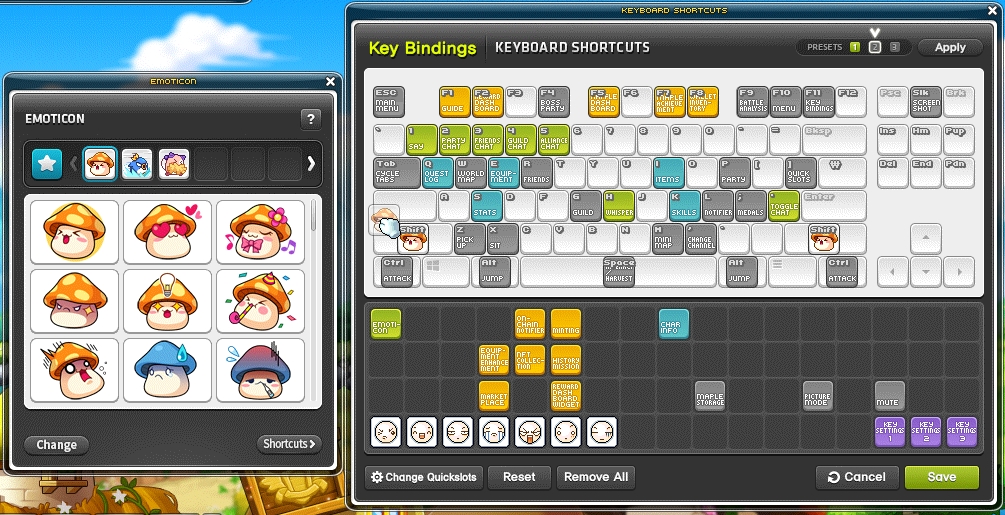 KEYBOARD SHORTCUTS
Key Bindings KEYBOARD SHORTCUTS
PRESETS 1 2 3 Apply
ESC MAIN MENU
F1 GUIDE
F2 REWARD DASH BOARD
F3
F4 BOSS PARTY
F5 MAPLE DASH BOARD
F6
F7 MAPLE ACHIEVE MENT
F8 WALLET INVEN-TORY
F9 BATTLE ANALYSIS
F10 MENU
F11 KEY BINDINGS
F12
Psc
Slk SCREEN SHOT
Brk
1 SAY
2 PARTY CHAT
3 FRIENDS CHAT
4 GUILD CHAT
5 ALLIANCE CHAT
6 7 8 9 0 - =
Bksp
Ins Hm Pup
Tab CYCLE TABS
Q QUEST LOG
W WORLD MAP
E EQUIP-MENT
R FRIENDS
T Y U
I ITEMS
O
P PARTY
[
] QUICK SLOTS
₩
Del End Pdn
A
S STATS
D F
G GUILD
H WHISPER
J
K SKILLS
L NOTIFIER
; MEDALS
' TOGGLE CHAT
Enter
Shift
Z PICK UP
X SIT
C V B N
M MINI MAP
, CHANGE CHANNEL
Shift
Ctrl ATTACK
Alt JUMP
Space
HARVEST
Alt JUMP
Ctrl ATTACK
EMOTI-CON
ON-CHAIN NOTIFIER
MINTING
CHAR INFO
EQUIP-MENT ENHANCE MENT
NFT COLLEC-TION
HISTORY MISSION
MARKET PLACE
REWARD DASH BOARD WIDGET
MAPLE STORAGE
PICTURE MODE
MUTE
KEY SETTINGS 1
KEY SETTINGS 2
KEY SETTINGS 3
Change Quickslots Reset Remove All Cancel Save
EMOTICON
EMOTICON ?
Change Shortcuts